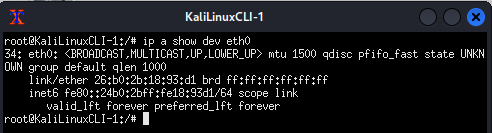 KaliLinuxCLI-1
root@KaliLinuxCLI-1:/# ip a show dev eth0
34: eth0: <BROADCAST,MULTICAST,UP,LOWER_UP> mtu 1500 qdisc pfifo_fast state UNKN
OWN group default qlen 1000
    link/ether 26:b0:2b:18:93:d1 brd ff:ff:ff:ff:ff:ff
    inet6 fe80::24b0:2bff:fe18:93d1/64 scope link
       valid_lft forever preferred_lft forever
root@KaliLinuxCLI-1:/#